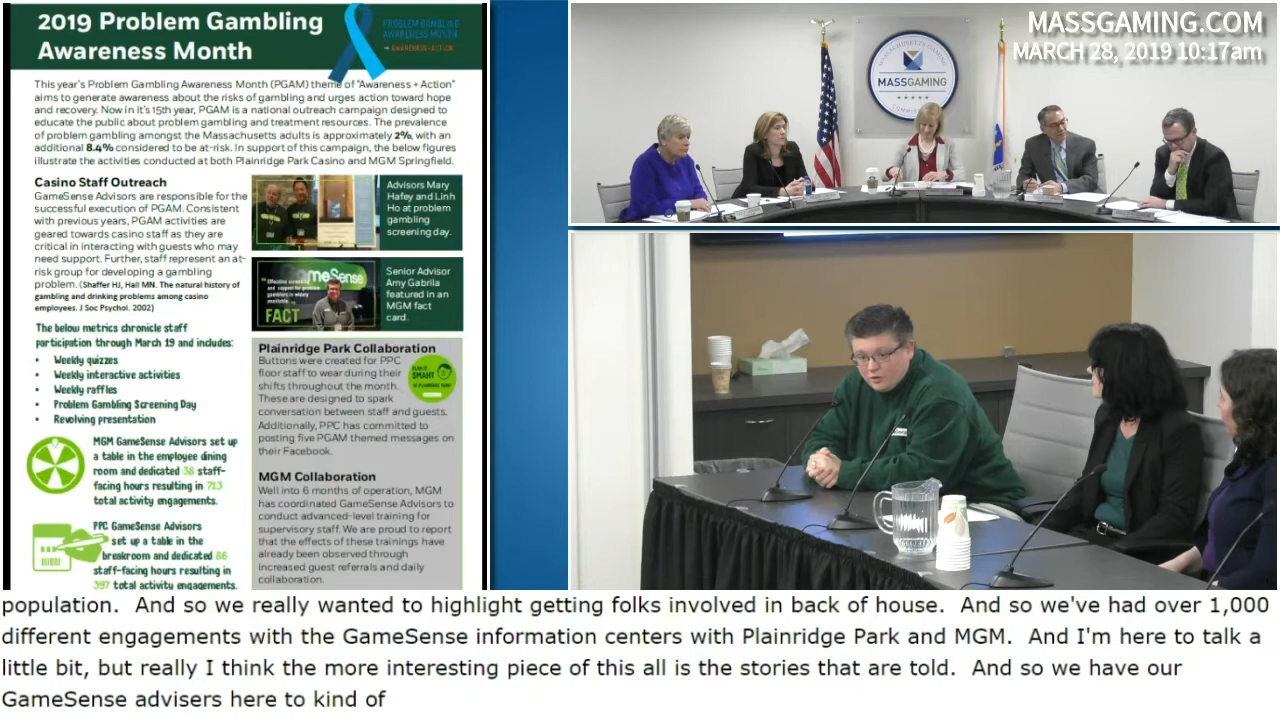 2019 Problem Gambling
Awareness Month
PROBLEM GAMBLING
AWARENESS MONTH
AWARENESS+ACTION
This year's Problem Gambling Awareness Month (PGAM) theme of "Awareness + Action"
aims to generate awareness about the risks of gambling and urges action toward hope
and recovery. Now in it's 15th year, PGAM is a national outreach campaign designed to
educate the public about problem gambling and treatment resources. The prevalence
of problem gambling amongst the Massachusetts adults is approximately 2%, with an
additional 8.4% considered to be at-risk. In support of this campaign, the below figures
illustrate the activities conducted at both Plainridge Park Casino and MGM Springfield.
Casino Staff Outreach
GameSense Advisors are responsible for the
successful execution of PGAM. Consistent
with previous years, PGAM activities are
geared towards casino staff as they are
critical in interacting with guests who may
need support. Further, staff represent an at-
risk group for developing a gambling
problem. (Shaffer HJ, Hall MN. The natural history of
gambling and drinking problems among casino
employees. J Soc Psychol. 2002)
The below metrics chronicle staff
participation through March 19 and includes:
• Weekly quizzes
• Weekly interactive activities
• Weekly raffles
• Problem Gambling Screening Day
• Revolving presentation
MGM GameSense Advisors set up
a table in the employee dining
room and dedicated 38 staff-
facing hours resulting in 713
total activity engagements.
PPC GameSense Advisors
set up a table in the
breakroom and dedicated 86
staff-facing hours resulting in
397 total activity engagements.
Advisors Mary
Hafey and Linh
Ho at problem
gambling
screening day.
GameSense
FACT
Senior Advisor
Amy Gabrila
featured in an
MGM fact
card.
Plainridge Park Collaboration
Buttons were created for PPC
floor staff to wear during their
shifts throughout the month.
These are designed to spark
conversation between staff and guests.
Additionally, PPC has committed to
posting five PGAM themed messages on
their Facebook.
SMAHT
MGM Collaboration
Well into 6 months of operation, MGM
has coordinated GameSense Advisors to
conduct advanced-level training for
supervisory staff. We are proud to report
that the effects of these trainings have
already been observed through
increased guest referrals and daily
collaboration.
MASSGAMING.COM
MARCH 28, 2019 10:17am
MASSACHUSETTS GAMING
MASSGAMING
population. And so we really wanted to highlight getting folks involved in back of house. And so we've had over 1,000
different engagements with the GameSense information centers with Plainridge Park and MGM. And I'm here to talk a
little bit, but really I think the more interesting piece of this all is the stories that are told. And so we have our
GameSense advisers here to kind of